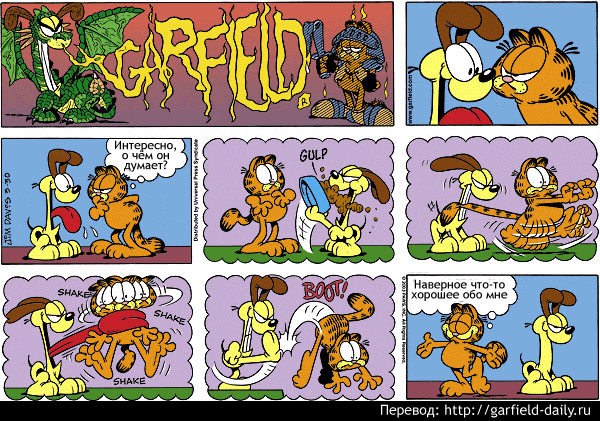 GARFIELD
R
www.garfield.com
Интересно,
о чём он
думает?
JIM DAVIS 3-30
Distributed by Universal Press Syndicate
GULP
SHAKE
SHAKE
SHAKE
BOOT!
Наверное что-то
хорошее обо мне
Перевод: http://garfield-daily.ru